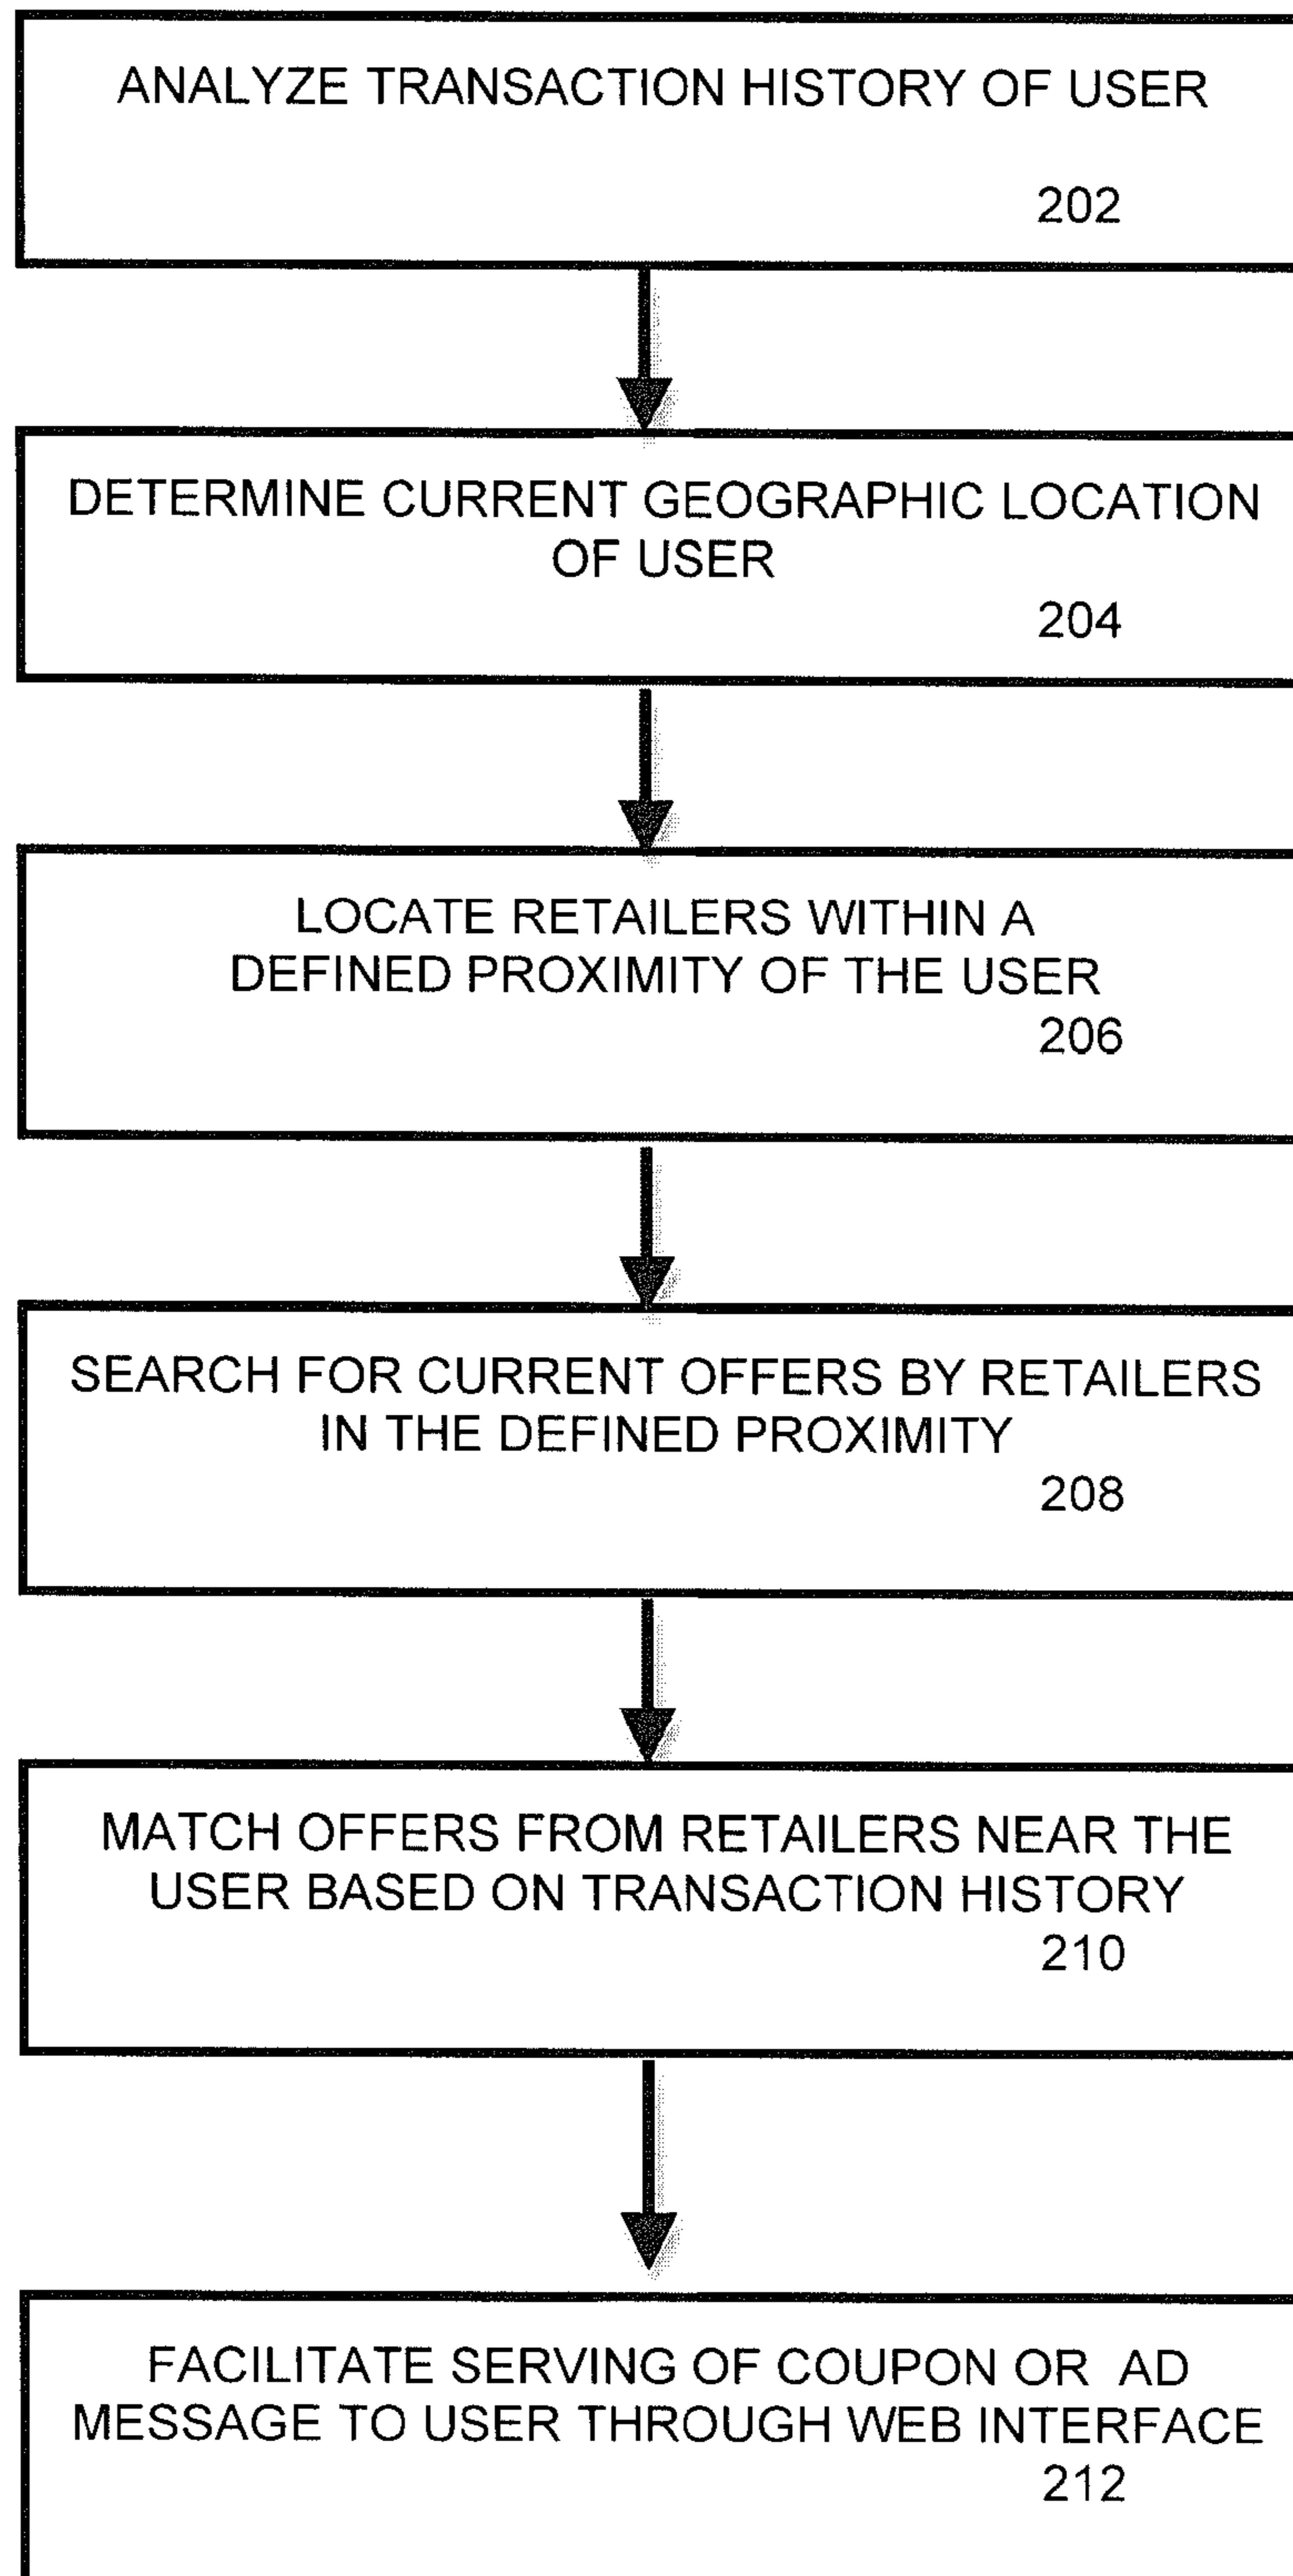 ANALYZE TRANSACTION HISTORY OF USER
202
DETERMINE CURRENT GEOGRAPHIC LOCATION
OF USER
204
LOCATE RETAILERS WITHIN A
DEFINED PROXIMITY OF THE USER
206
SEARCH FOR CURRENT OFFERS BY RETAILERS
IN THE DEFINED PROXIMITY
208
MATCH OFFERS FROM RETAILERS NEAR THE
USER BASED ON TRANSACTION HISTORY
210
FACILITATE SERVING OF COUPON OR AD
MESSAGE TO USER THROUGH WEB INTERFACE
212